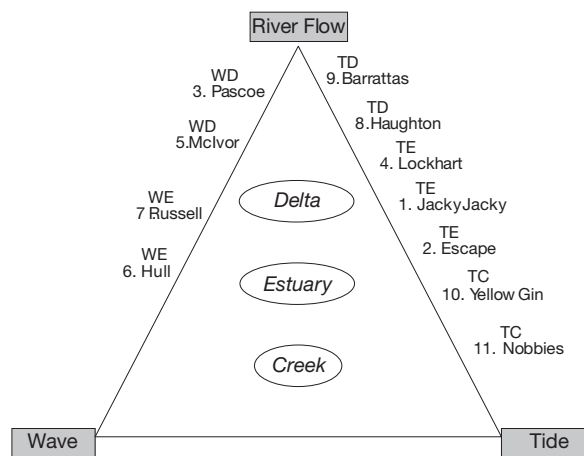 River Flow
WD
3. Pascoe
TD
9.Barrattas
WD
5.McIvor
TD
8.Haughton
TE
4. Lockhart
WE
7 Russell
Delta
TE
1. JackyJacky
WE
6. Hull
TE
2. Escape
Estuary
TC
10. Yellow Gin
TC
11. Nobbies
Creek
Wave
Tide